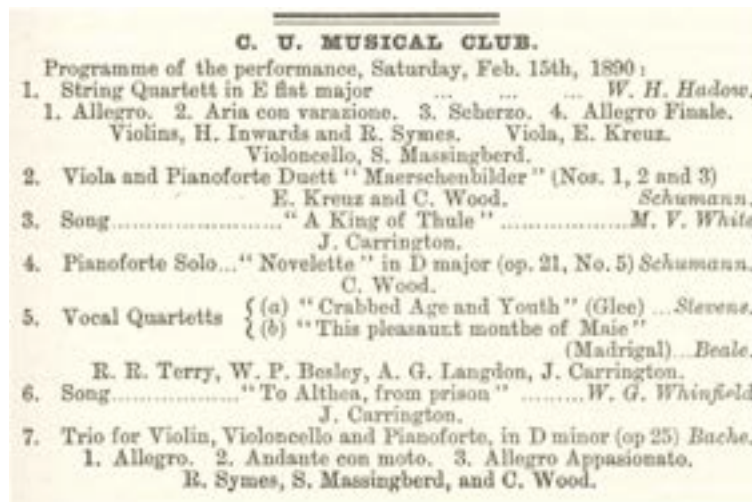 C. U. MUSICAL CLUB.
Programme of the performance, Saturday, Feb. 15th, 1890:
1. String Quartett in E flat major ... ... ... W. H. Hadow.
1. Allegro. 2. Aria con varazione. 3. Scherzo. 4. Allegro Finale.
Violins, H. Inwards and R. Symes. Viola, E. Kreuz.
Violoncello, S. Massingberd.
2. Viola and Pianoforte Duett "Maerschenbilder" (Nos. 1, 2 and 3)
E. Kreuz and C. Wood. Schumann.
3. Song........................"A King of Thule"...................M. V. White
J. Carrington.
4. Pianoforte Solo..."Novelette" in D major (op. 21, No. 5) Schumann.
C. Wood.
5. Vocal Quartetts { (a) "Crabbed Age and Youth" (Glee) ...Stevens.
{ (b) "This pleasaunt monthe of Maie"
(Madrigal)...Beale.
R. R. Terry, W. P. Besley, A. G. Langdon, J. Carrington.
6. Song..................."To Althea, from prison" .........W. G. Whinfield
J. Carrington.
7. Trio for Violin, Violoncello and Pianoforte, in D minor (op 25) Bache.
1. Allegro. 2. Andante con moto. 3. Allegro Appasionato.
R. Symes, S. Massingberd, and C. Wood.